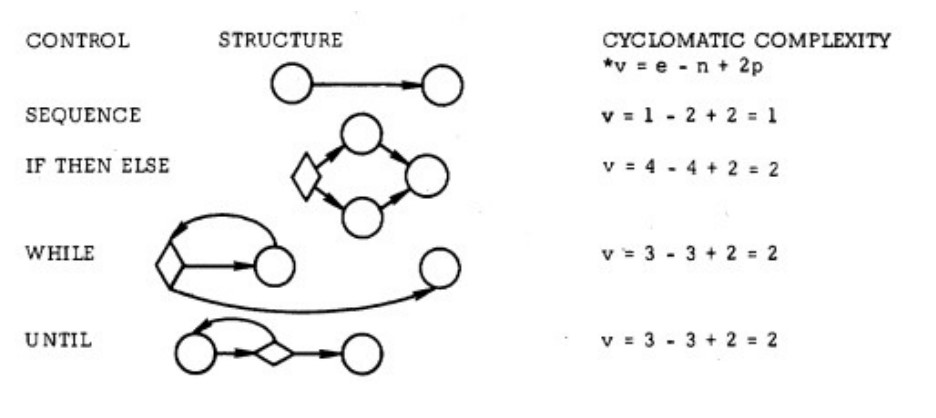 CONTROL STRUCTURE CYCLOMATIC COMPLEXITY
*v = e - n + 2p
SEQUENCE v = 1 - 2 + 2 = 1
IF THEN ELSE v = 4 - 4 + 2 = 2
WHILE v = 3 - 3 + 2 = 2
UNTIL v = 3 - 3 + 2 = 2